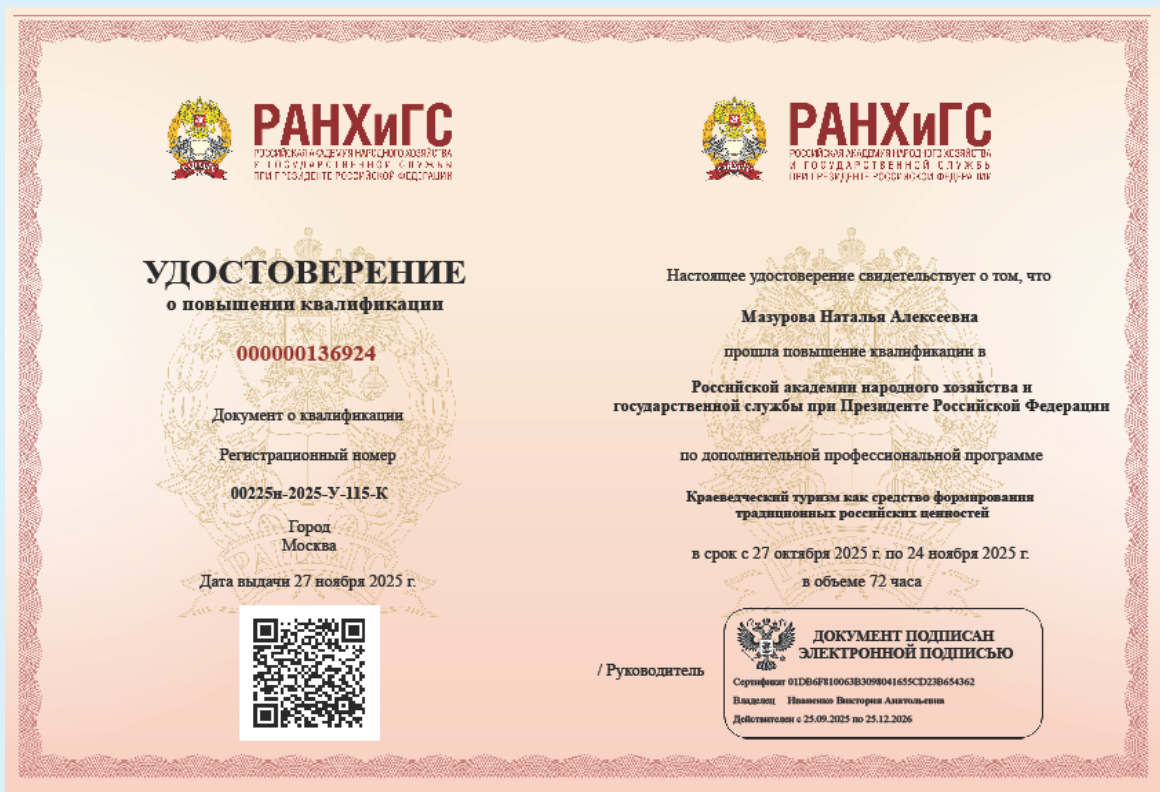 РАНХиГС
РОССИЙСКАЯ АКАДЕМИЯ НАРОДНОГО ХОЗЯЙСТВА
И ГОСУДАРСТВЕННОЙ СЛУЖБЫ
ПРИ ПРЕЗИДЕНТЕ РОССИЙСКОЙ ФЕДЕРАЦИИ
УДОСТОВЕРЕНИЕ
о повышении квалификации
000000136924
Документ о квалификации
Регистрационный номер
00225н-2025-У-115-К
Город
Москва
Дата выдачи 27 ноября 2025 г.
РАНХиГС
РОССИЙСКАЯ АКАДЕМИЯ НАРОДНОГО ХОЗЯЙСТВА
И ГОСУДАРСТВЕННОЙ СЛУЖБЫ
ПРИ ПРЕЗИДЕНТЕ РОССИЙСКОЙ ФЕДЕРАЦИИ
Настоящее удостоверение свидетельствует о том, что
Мазурова Наталья Алексеевна
прошла повышение квалификации в
Российской академии народного хозяйства и
государственной службы при Президенте Российской Федерации
по дополнительной профессиональной программе
Краеведческий туризм как средство формирования
традиционных российских ценностей
в срок с 27 октября 2025 г. по 24 ноября 2025 г.
в объеме 72 часа
/ Руководитель
ДОКУМЕНТ ПОДПИСАН
ЭЛЕКТРОННОЙ ПОДПИСЬЮ
Сертификат 01DB6F810063B3098041655CD23B654362
Владелец Иваненко Виктория Анатольевна
Действителен с 25.09.2025 по 25.12.2026